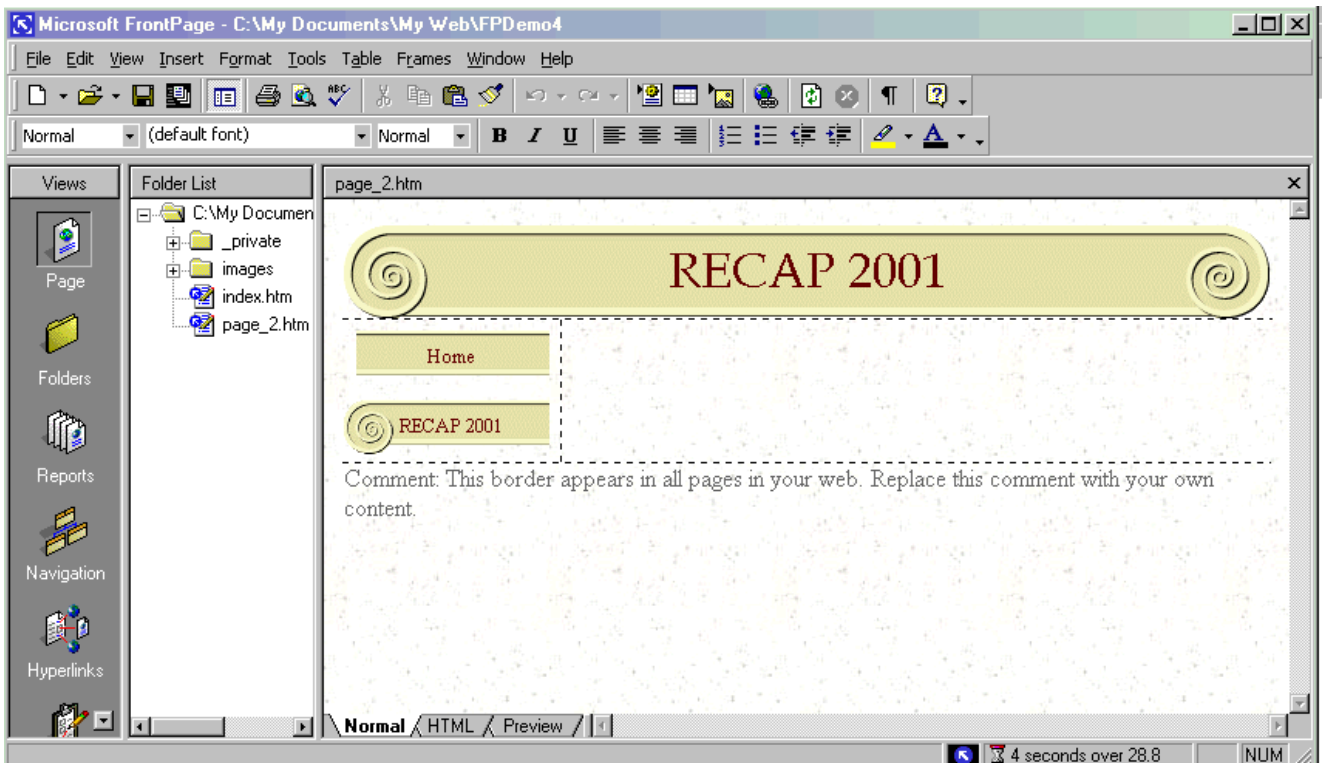 Microsoft FrontPage - C:\My Documents\My Web\FPDemo4
File Edit View Insert Format Tools Table Frames Window Help
ABC
Normal (default font) Normal B I U A
Views Folder List page_2.htm
C:\My Documen
_private
images
index.htm
page_2.htm
Page
Folders
Reports
Navigation
Hyperlinks
RECAP 2001
Home
RECAP 2001
Comment: This border appears in all pages in your web. Replace this comment with your own
content.
Normal HTML Preview
4 seconds over 28.8 NUM